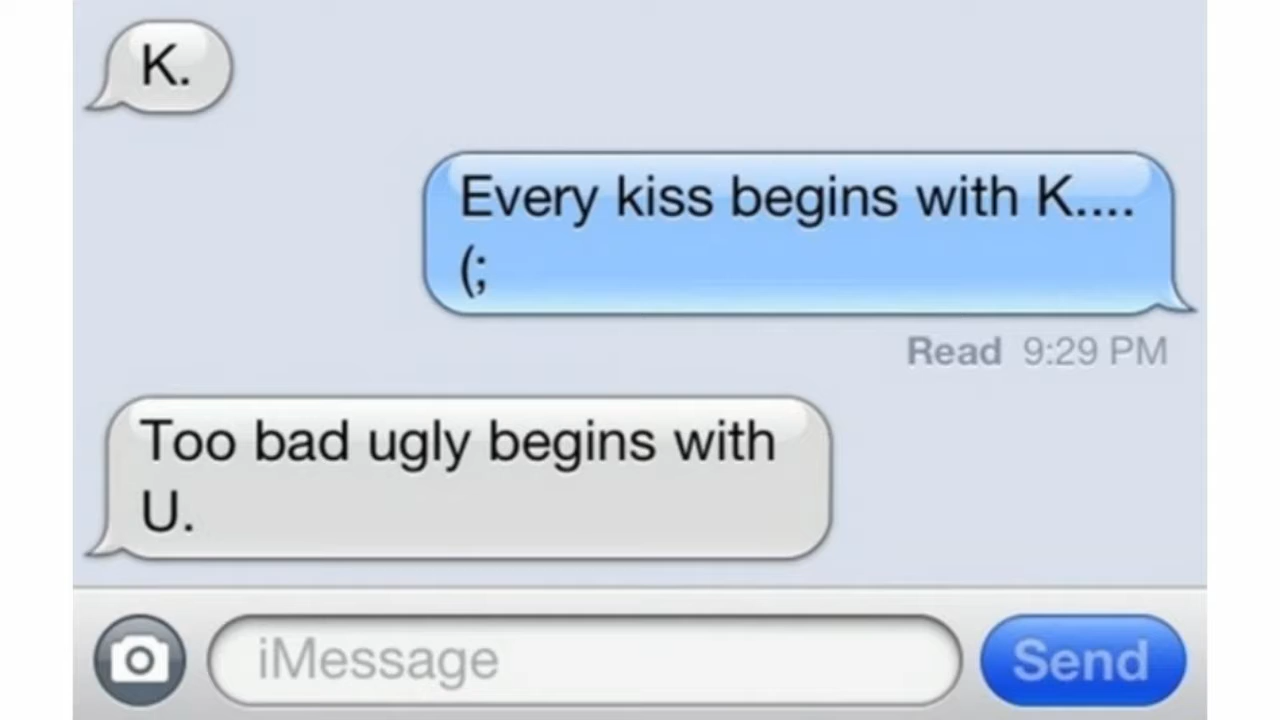 K.
Every kiss begins with K....
(;
Read 9:29 PM
Too bad ugly begins with
U.
iMessage
Send